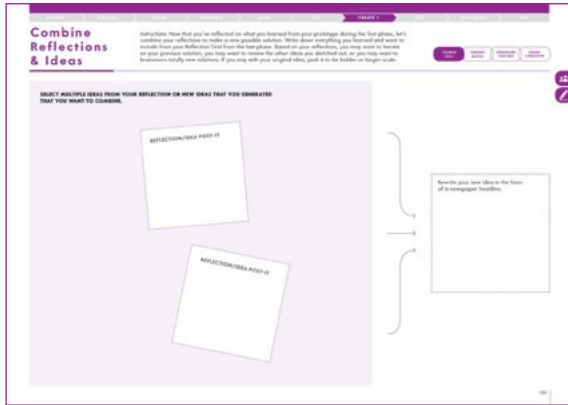 ITERATE +
Combine
Reflections
& Ideas
Instructions: Now that you've reflected on what you learned from your prototype during the Test phase, let's
combine your reflections to make a new possible solution. Write down everything you learned and want to
include from your Reflection Grid from the last phase. Based on your reflections, you may want to iterate
on your previous solution, you may want to review the other ideas you sketched out, or you may want to
brainstorm totally new solutions. If you stay with your original idea, push it to be bolder or larger-scale.
SELECT MULTIPLE IDEAS FROM YOUR REFLECTION OR NEW IDEAS THAT YOU GENERATED
THAT YOU WANT TO COMBINE.
REFLECTION/IDEA POST-IT
Rewrite your new idea in the form
of a newspaper headline.
REFLECTION/IDEA POST-IT